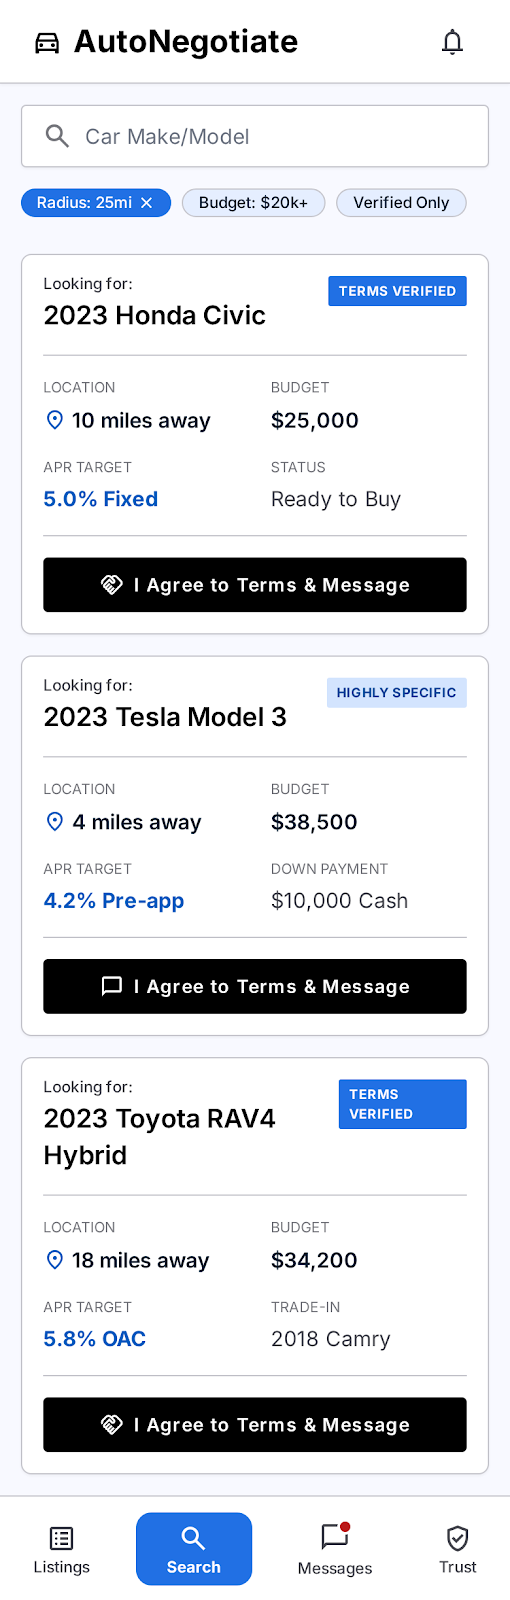 AutoNegotiate
Car Make/Model
Radius: 25mi ×
Budget: $20k+
Verified Only
Looking for:
2023 Honda Civic
TERMS VERIFIED
LOCATION
10 miles away
BUDGET
$25,000
APR TARGET
5.0% Fixed
STATUS
Ready to Buy
I Agree to Terms & Message
Looking for:
2023 Tesla Model 3
HIGHLY SPECIFIC
LOCATION
4 miles away
BUDGET
$38,500
APR TARGET
4.2% Pre-app
DOWN PAYMENT
$10,000 Cash
I Agree to Terms & Message
Looking for:
2023 Toyota RAV4
Hybrid
TERMS
VERIFIED
LOCATION
18 miles away
BUDGET
$34,200
APR TARGET
5.8% OAC
TRADE-IN
2018 Camry
I Agree to Terms & Message
Listings
Search
Messages
Trust